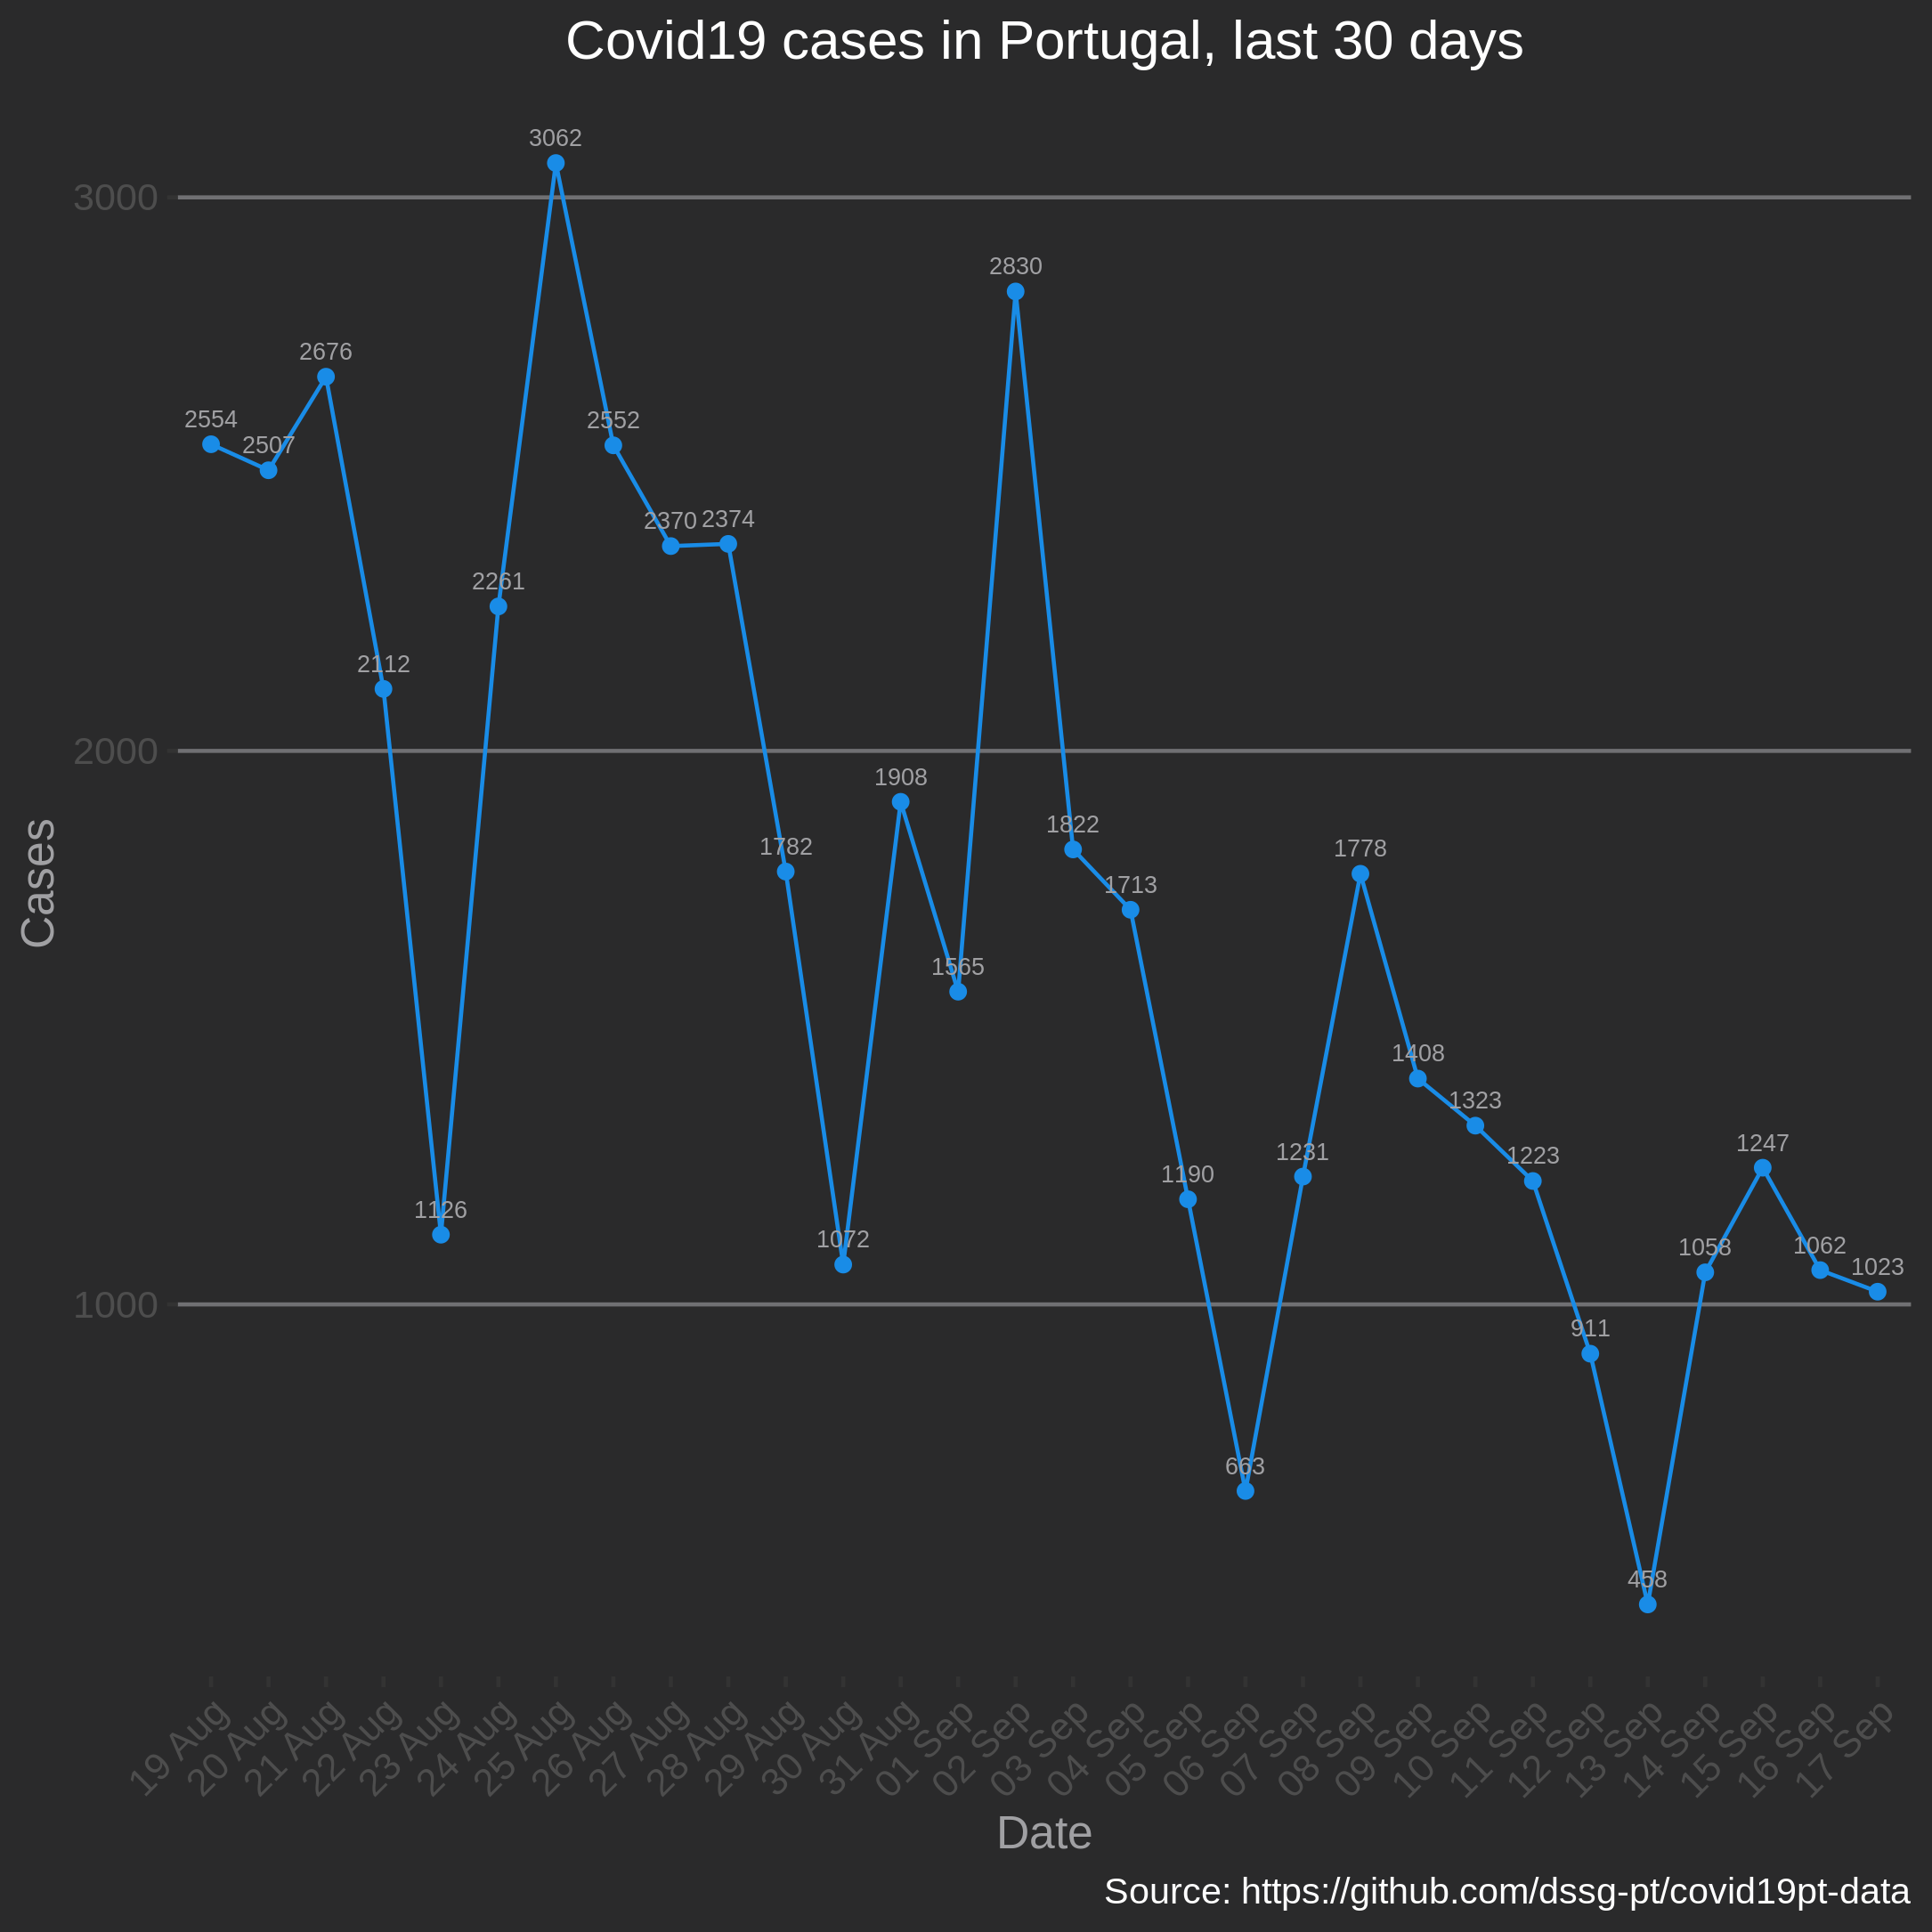 Covid19 cases in Portugal, last 30 days
3062
3000
2830
2676
2554
2507
2552
2370
2374
2261
2112
2000
1908
1822
1782
1778
1713
1565
1408
1323
1247
1231
1223
1190
1126
1072
1062
1058
1023
1000
911
663
458
Cases
19 Aug
20 Aug
21 Aug
22 Aug
23 Aug
24 Aug
25 Aug
26 Aug
27 Aug
28 Aug
29 Aug
30 Aug
31 Aug
01 Sep
02 Sep
03 Sep
04 Sep
05 Sep
06 Sep
07 Sep
08 Sep
09 Sep
10 Sep
11 Sep
12 Sep
13 Sep
14 Sep
15 Sep
16 Sep
17 Sep
Date
Source: https://github.com/dssg-pt/covid19pt-data